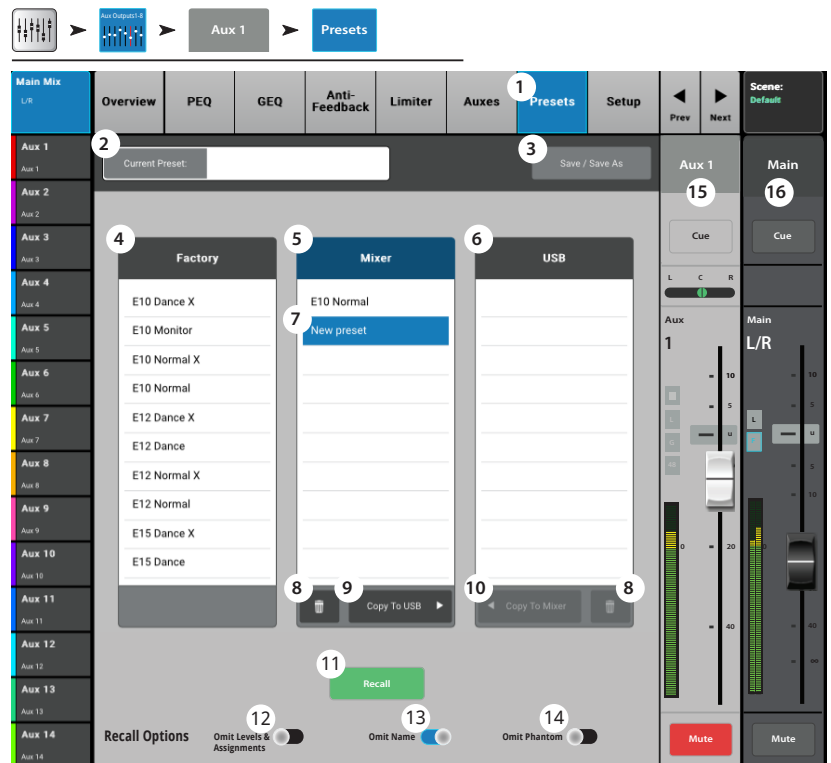 Aux Outputs1-8
Aux 1
Presets
Main Mix
L/R
Overview
PEQ
GEQ
Anti-
Feedback
Limiter
Auxes
1
Presets
Setup
Prev
Next
Scene:
Default
Aux 1
Aux 1
Aux 2
Aux 2
Aux 3
Aux 3
Aux 4
Aux 4
Aux 5
Aux 5
Aux 6
Aux 6
Aux 7
Aux 7
Aux 8
Aux 8
Aux 9
Aux 9
Aux 10
Aux 10
Aux 11
Aux 11
Aux 12
Aux 12
Aux 13
Aux 13
Aux 14
Aux 14
2
Current Preset:
3
Save / Save As
4
Factory
E10 Dance X
E10 Monitor
E10 Normal X
E10 Normal
E12 Dance X
E12 Dance
E12 Normal X
E12 Normal
E15 Dance X
E15 Dance
5
Mixer
E10 Normal
7
New preset
8
9
Copy To USB
6
USB
10
Copy To Mixer
8
11
Recall
Recall Options
12
Omit Levels &
Assignments
13
Omit Name
14
Omit Phantom
Aux 1
15
Cue
L C R
Aux
1
10
5
U
0
20
40
Mute
Main
16
Cue
Main
L/R
10
5
L
U
5
10
0
20
40
∞
Mute